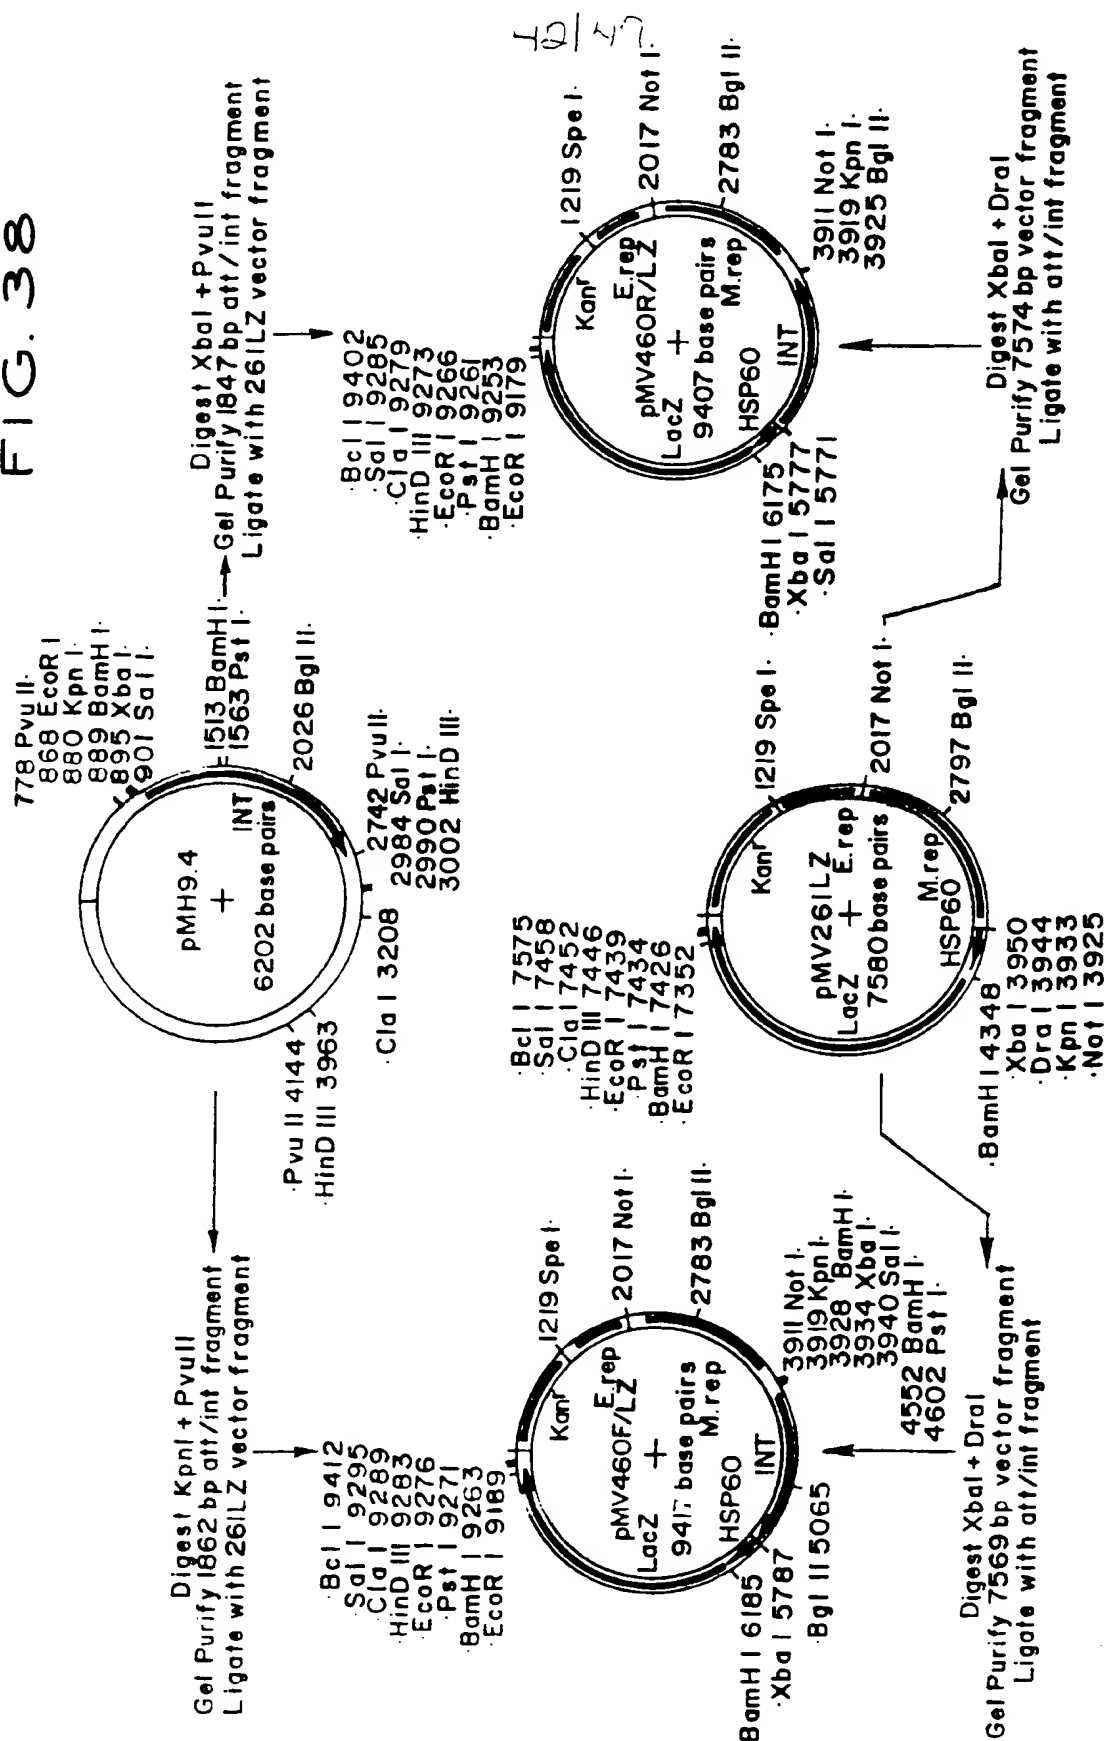 FIG. 38
42/47
Digest KpnI + PvuII
Gel Purify 1862 bp att/int fragment
Ligate with 261LZ vector fragment
778 Pvu II·
868 EcoR I
880 Kpn I·
889 BamH I·
895 Xba I·
901 Sal I·
1513 BamH I·
1563 Pst I·
2026 Bgl II·
2742 Pvu II·
2984 Sal I·
2990 Pst I·
3002 HinD III·
·Cla I 3208
·HinD III 3963
·Pvu II 4144
pMH9.4
+
INT
6202 base pairs
Digest XbaI + PvuII
Gel Purify 1847 bp att/int fragment
Ligate with 261LZ vector fragment
·Bcl I 9412
Sal I 9295
Cla I 9289
·HinD III 9283
EcoR I 9276
·Pst I 9271
BamH I 9263
·EcoR I 9189
1219 Spe I·
2017 Not I·
2783 Bgl II·
3911 Not I·
3919 Kpn I·
3928 BamH I·
3934 Xba I·
3940 Sal I·
4552 BamH I·
4602 Pst I·
·Bgl II 5065
·Xba I 5787
BamH I 6185
Kanr
E.rep
pMV460F/LZ
LacZ
+
9417 base pairs
M.rep
HSP60
INT
Digest XbaI + DraI
Gel Purify 7569 bp vector fragment
Ligate with att/int fragment
·Bcl I 7575
Sal I 7458
Cla I 7452
·HinD III 7446
EcoR I 7439
·Pst I 7434
BamH I 7426
EcoR I 7352
1219 Spe I·
2017 Not I·
2797 Bgl II·
·BamH I 4348
·Xba I 3950
·Dra I 3944
·Kpn I 3933
·Not I 3925
Kanr
pMV261LZ
LacZ + E.rep
7580 base pairs
M.rep
HSP60
·Bcl I 9402
Sal I 9285
·Cla I 9279
·HinD III 9273
·EcoR I 9266
·Pst I 9261
·BamH I 9253
·EcoR I 9179
1219 Spe I·
2017 Not I·
2783 Bgl II·
3911 Not I·
3919 Kpn I·
3925 Bgl II·
·BamH I 6175
·Xba I 5777
·Sal I 5771
Kanr
E.rep
pMV460R/LZ
LacZ +
9407 base pairs
M.rep
HSP60
INT
Digest XbaI + DraI
Gel Purify 7574 bp vector fragment
Ligate with att/int fragment